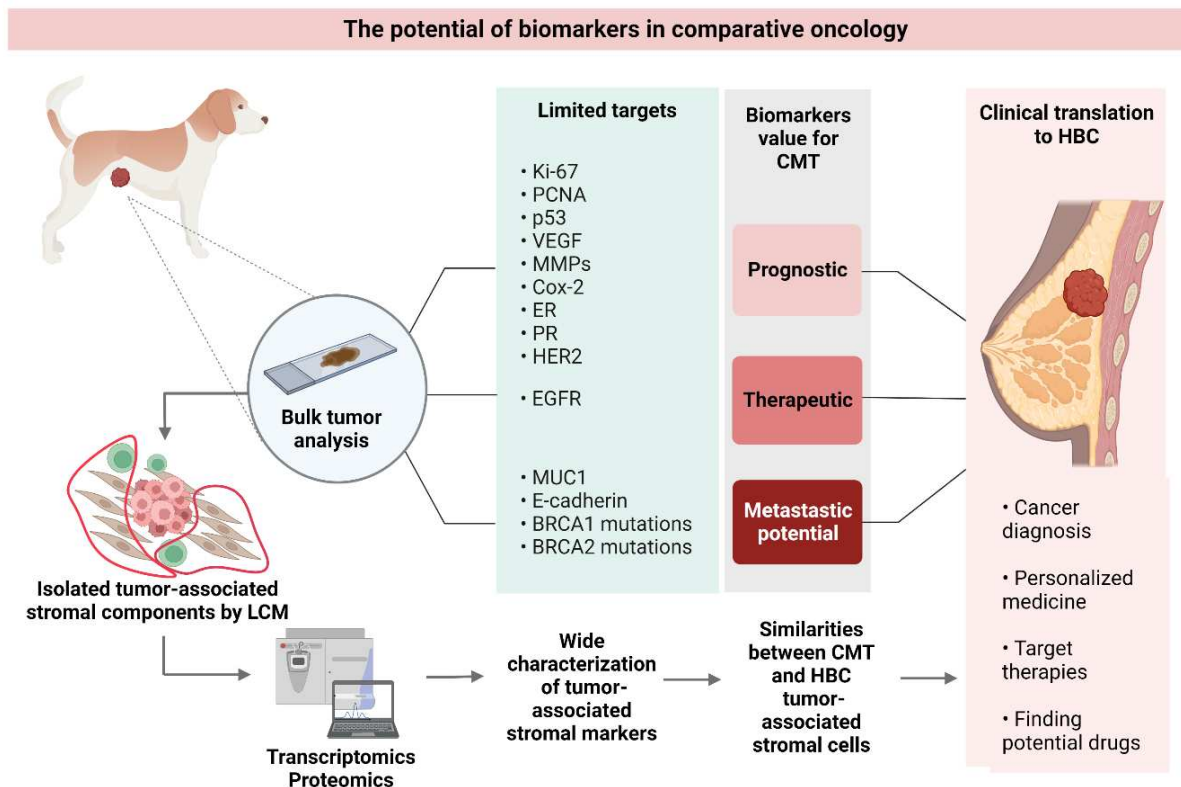 The potential of biomarkers in comparative oncology
Limited targets
• Ki-67
• PCNA
• p53
• VEGF
• MMPs
• Cox-2
• ER
• PR
• HER2
• EGFR
• MUC1
• E-cadherin
• BRCA1 mutations
• BRCA2 mutations
Biomarkers
value for
CMT
Prognostic
Therapeutic
Metastastic
potential
Clinical translation
to HBC
• Cancer
diagnosis
• Personalized
medicine
• Target
therapies
• Finding
potential drugs
Bulk tumor
analysis
Isolated tumor-associated
stromal components by LCM
Transcriptomics
Proteomics
Wide
characterization
of tumor-
associated
stromal markers
Similarities
between CMT
and HBC
tumor-
associated
stromal cells